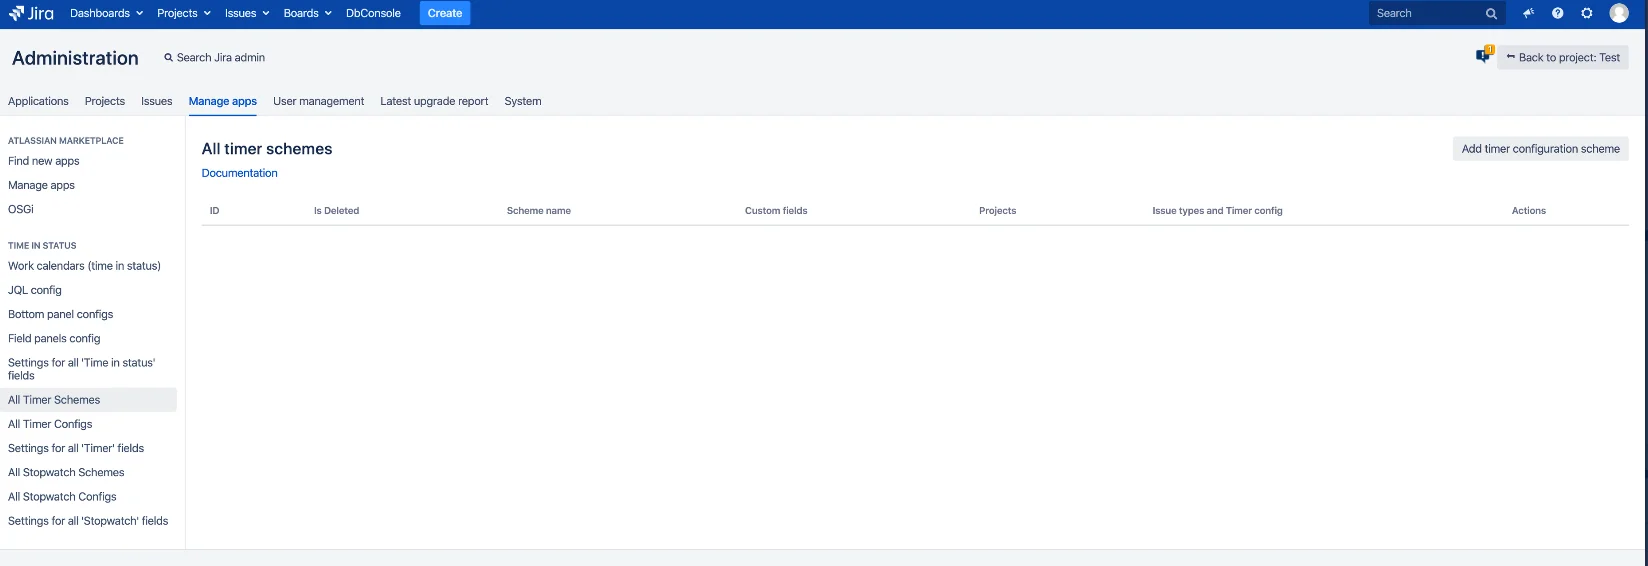 Jira Dashboards Projects Issues Boards DbConsole Create Search
Administration Search Jira admin 1 Back to project: Test
Applications Projects Issues Manage apps User management Latest upgrade report System
ATLASSIAN MARKETPLACE
Find new apps
Manage apps
OSGi
TIME IN STATUS
Work calendars (time in status)
JQL config
Bottom panel configs
Field panels config
Settings for all 'Time in status'
fields
All Timer Schemes
All Timer Configs
Settings for all 'Timer' fields
All Stopwatch Schemes
All Stopwatch Configs
Settings for all 'Stopwatch' fields
All timer schemes Add timer configuration scheme
Documentation
ID Is Deleted Scheme name Custom fields Projects Issue types and Timer config Actions